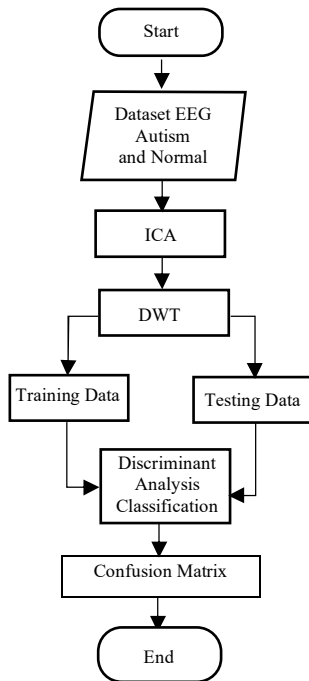 Start
Dataset EEG
Autism
and Normal
ICA
DWT
Training Data
Testing Data
Discriminant
Analysis
Classification
Confusion Matrix
End